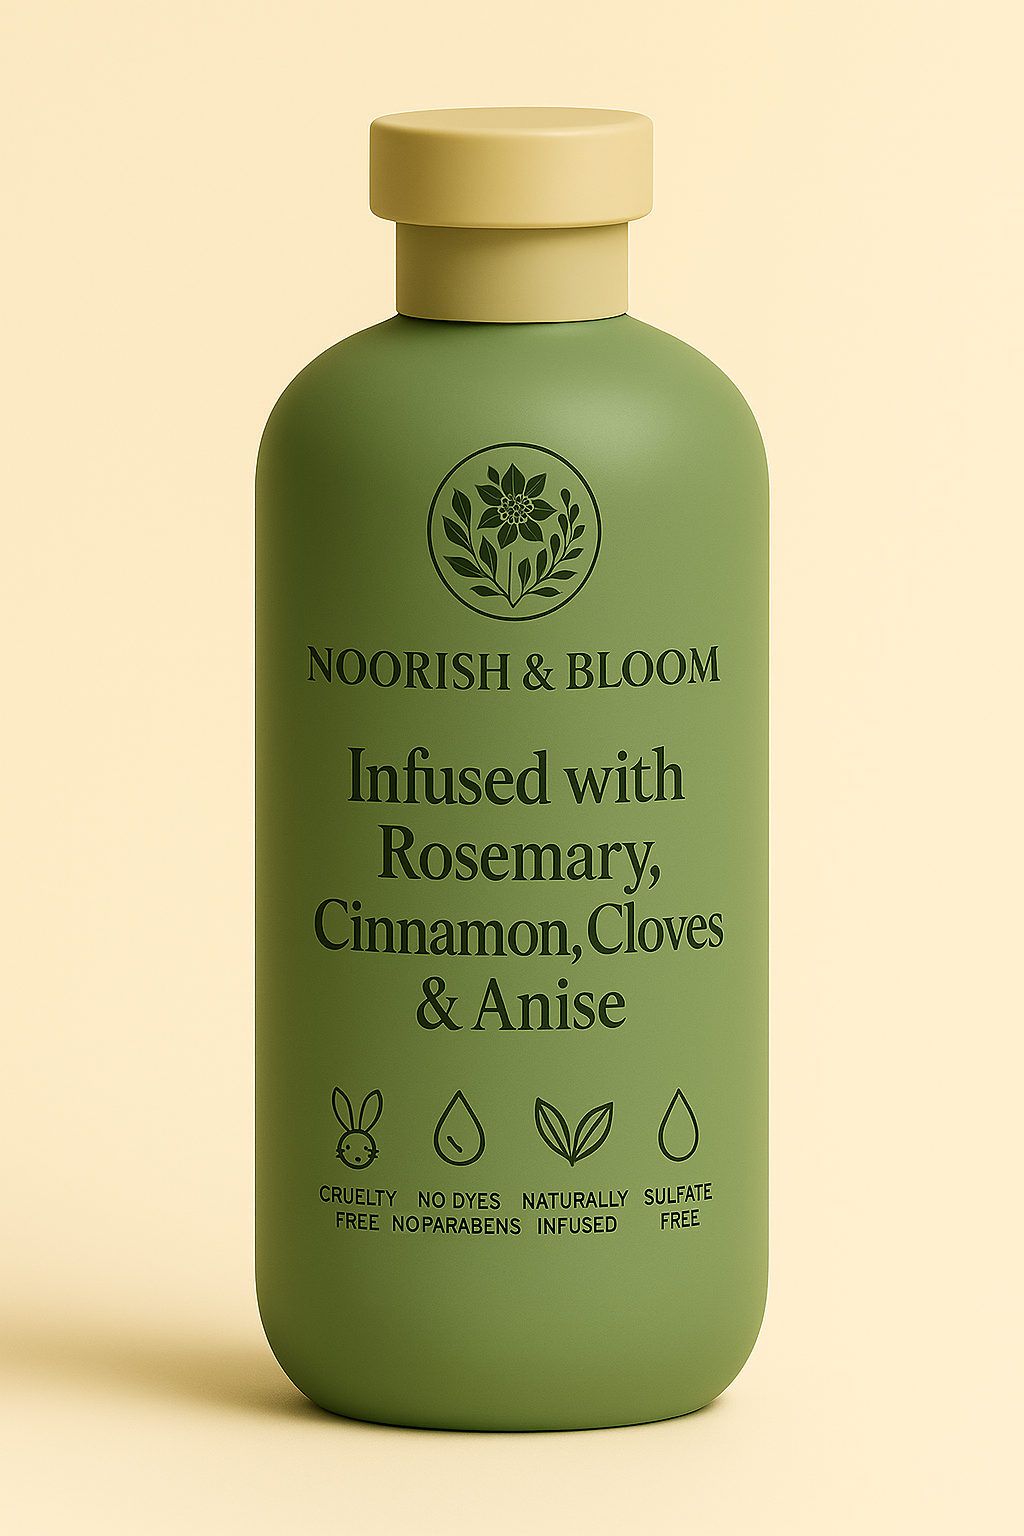 NOORISH & BLOOM
Infused with
Rosemary,
Cinnamon, Cloves
& Anise
CRUELTY FREE
NO DYES NOPARABENS
NATURALLY INFUSED
SULFATE FREE